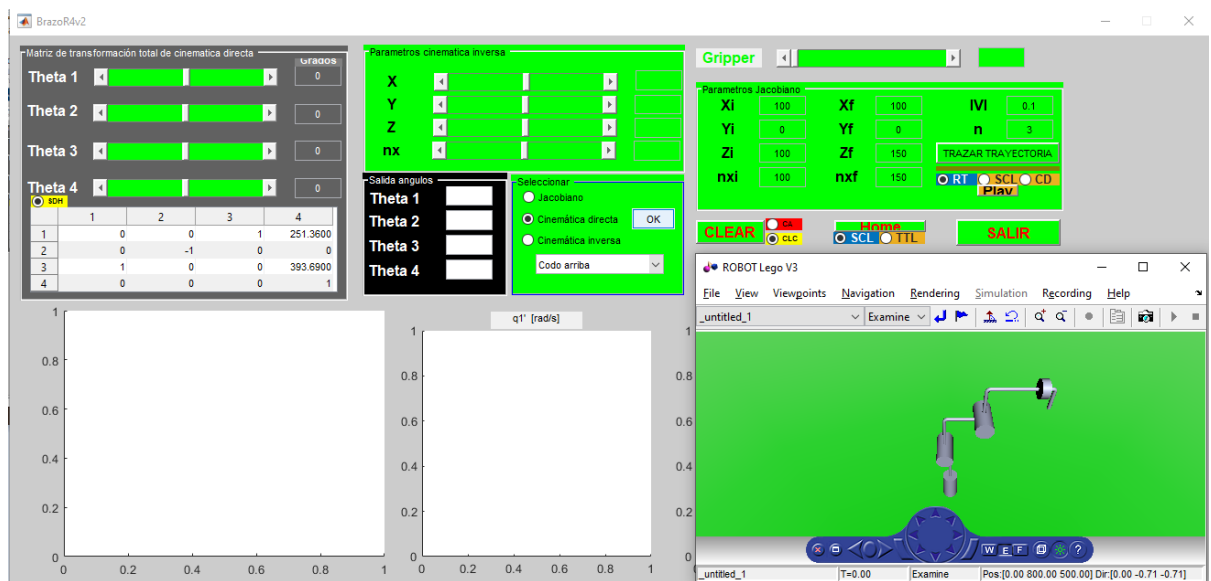 BrazoR4v2
Matriz de transformación total de cinematica directa
Grados
Theta 1
0
Theta 2
0
Theta 3
0
Theta 4
0
SDH
1 2 3 4
1 0 0 1 251.3600
2 0 -1 0 0
3 1 0 0 393.6900
4 0 0 0 1
Parametros cinematica inversa
X
Y
Z
nx
Salida angulos
Theta 1
Theta 2
Theta 3
Theta 4
Seleccionar
Jacobiano
Cinemática directa
OK
Cinemática inversa
Codo arriba
Gripper
Parametros Jacobiano
Xi 100 Xf 100 IVI 0.1
Yi 0 Yf 0 n 3
Zi 100 Zf 150 TRAZAR TRAYECTORIA
nxi 100 nxf 150 RT SCL CD
Play
CLEAR
CA
CLC
Home
SCL TTL
SALIR
ROBOT Lego V3
File View Viewpoints Navigation Rendering Simulation Recording Help
_untitled_1
Examine
W E F ?
_untitled_1 T=0.00 Examine Pos:[0.00 800.00 500.00] Dir:[0.00 -0.71 -0.71]
1
0.8
0.6
0.4
0.2
0
0 0.2 0.4 0.6 0.8 1
q1' [rad/s]
1
0.8
0.6
0.4
0.2
0
0 0.2 0.4 0.6 0.8 1
1
0.8
0.6
0.4
0.2
0